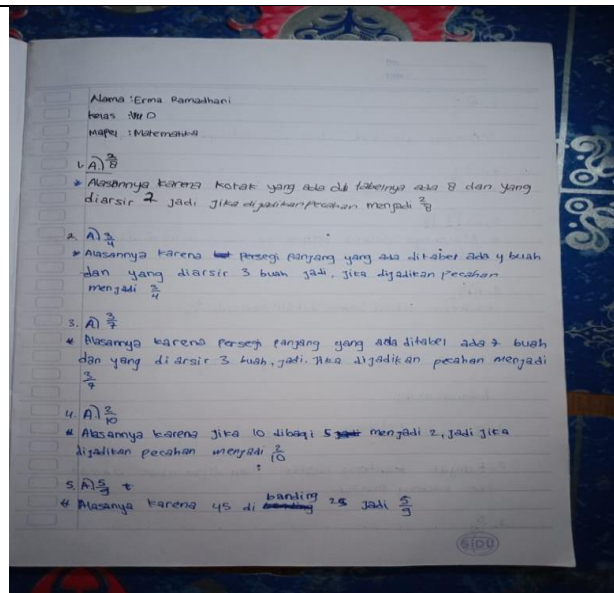 Nama : Erma Ramadhani
kelas : VII D
Mapel : Matematika
1. A.) 2/8
* Alasannya karena kotak yang ada di tabelnya ada 8 dan yang
diarsir 2 jadi jika dijadikan pecahan menjadi 2/8
2. A) 3/4
* Alasannya karena persegi panjang yang ada ditabel ada 4 buah
dan yang diarsir 3 buah jadi, jika dijadikan pecahan
menjadi 3/4
3. A) 3/7
* Alasannya karena persegi panjang yang ada ditabel ada 7 buah
dan yang di arsir 3 buah, jadi. Jika dijadikan pecahan menjadi
3/7
4. A.) 2/10
* Alasannya karena jika 10 dibagi 5 menjadi 2, jadi jika
dijadikan pecahan menjadi 2/10
5. A.) 5/9
* Alasanya karena 45 di banding 25 jadi 5/9
SIDU